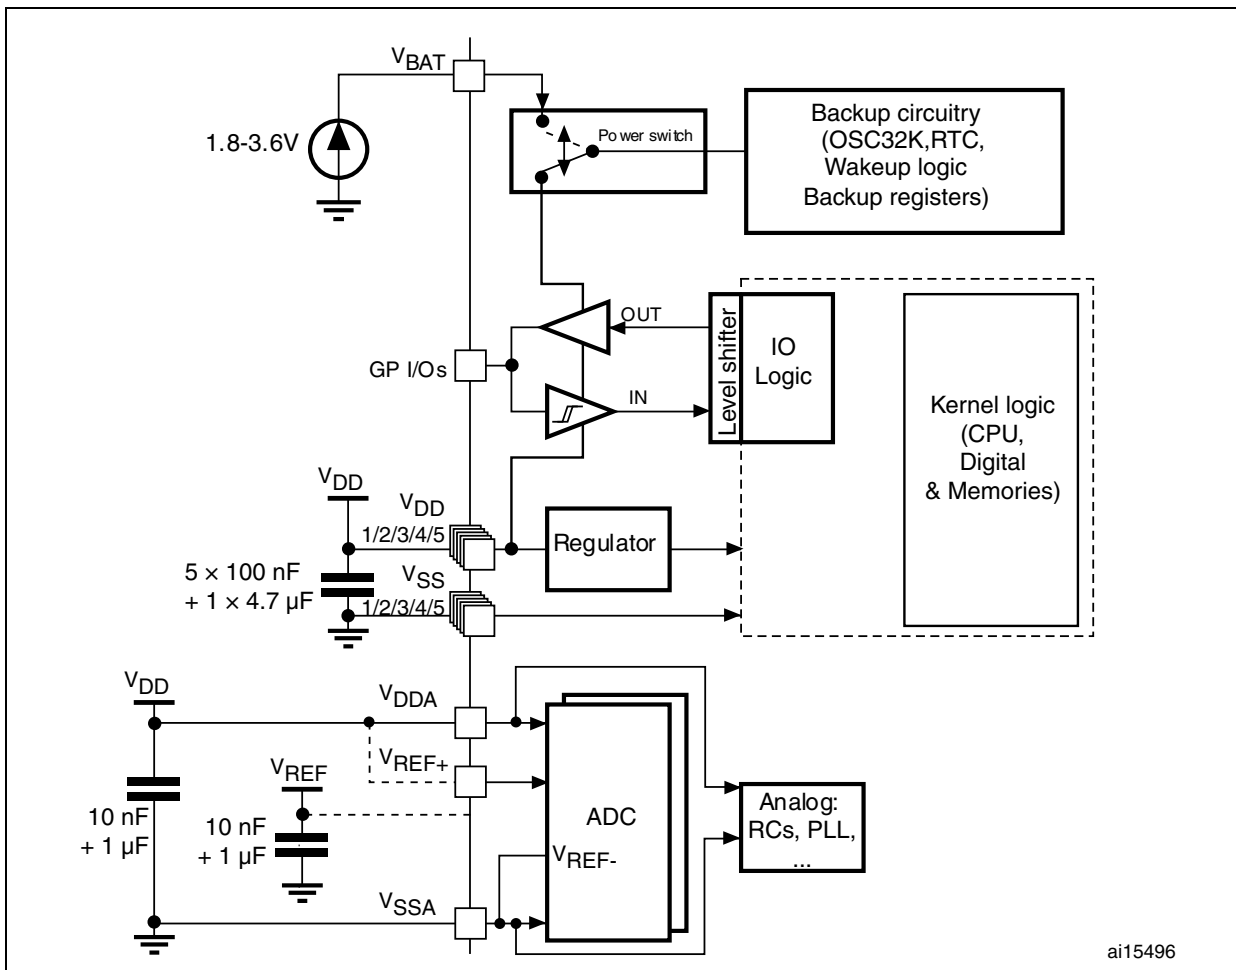 VBAT
1.8-3.6V
Power switch
Backup circuitry
(OSC32K,RTC,
Wakeup logic
Backup registers)
OUT
GP I/Os
IN
Level shifter
IO
Logic
Kernel logic
(CPU,
Digital
& Memories)
VDD
VDD
1/2/3/4/5
Regulator
5 × 100 nF
+ 1 × 4.7 µF
VSS
1/2/3/4/5
VDD
VDDA
VREF+
VREF
10 nF
+ 1 µF
10 nF
+ 1 µF
ADC
VREF-
Analog:
RCs, PLL,
...
VSSA
ai15496